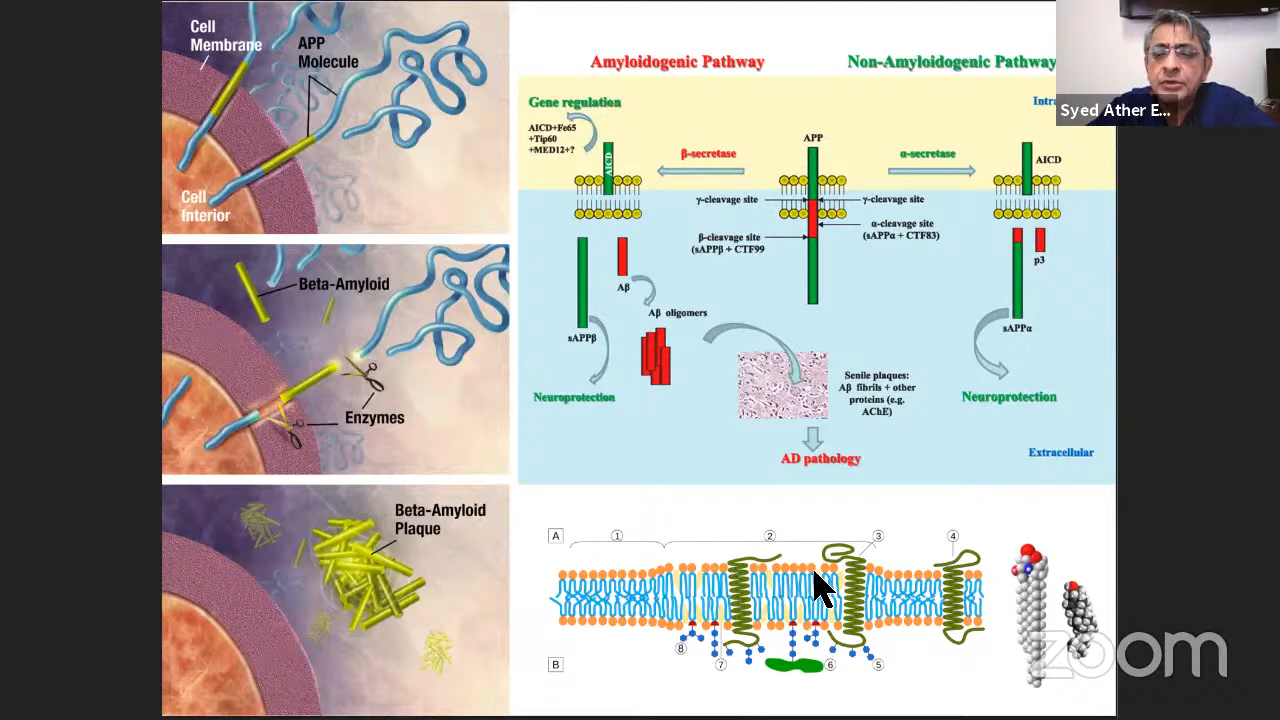 Cell
Membrane
APP
Molecule
Cell
Interior
Beta-Amyloid
Enzymes
Beta-Amyloid
Plaque
Amyloidogenic Pathway
Non-Amyloidogenic Pathway
Gene regulation
Intra
AICD+Fe65
+Tip60
+MED12+?
AICD
β-secretase
APP
α-secretase
AICD
γ-cleavage site
γ-cleavage site
β-cleavage site
(sAPPβ + CTF99
α-cleavage site
(sAPPα + CTF83)
p3
Aβ
Aβ oligomers
sAPPβ
sAPPα
Senile plaques:
Aβ fibrils + other
proteins (e.g.
AChE)
Neuroprotection
Neuroprotection
AD pathology
Extracellular
A
1
2
3
4
B
8
7
6
5
Syed Ather E...
zoom